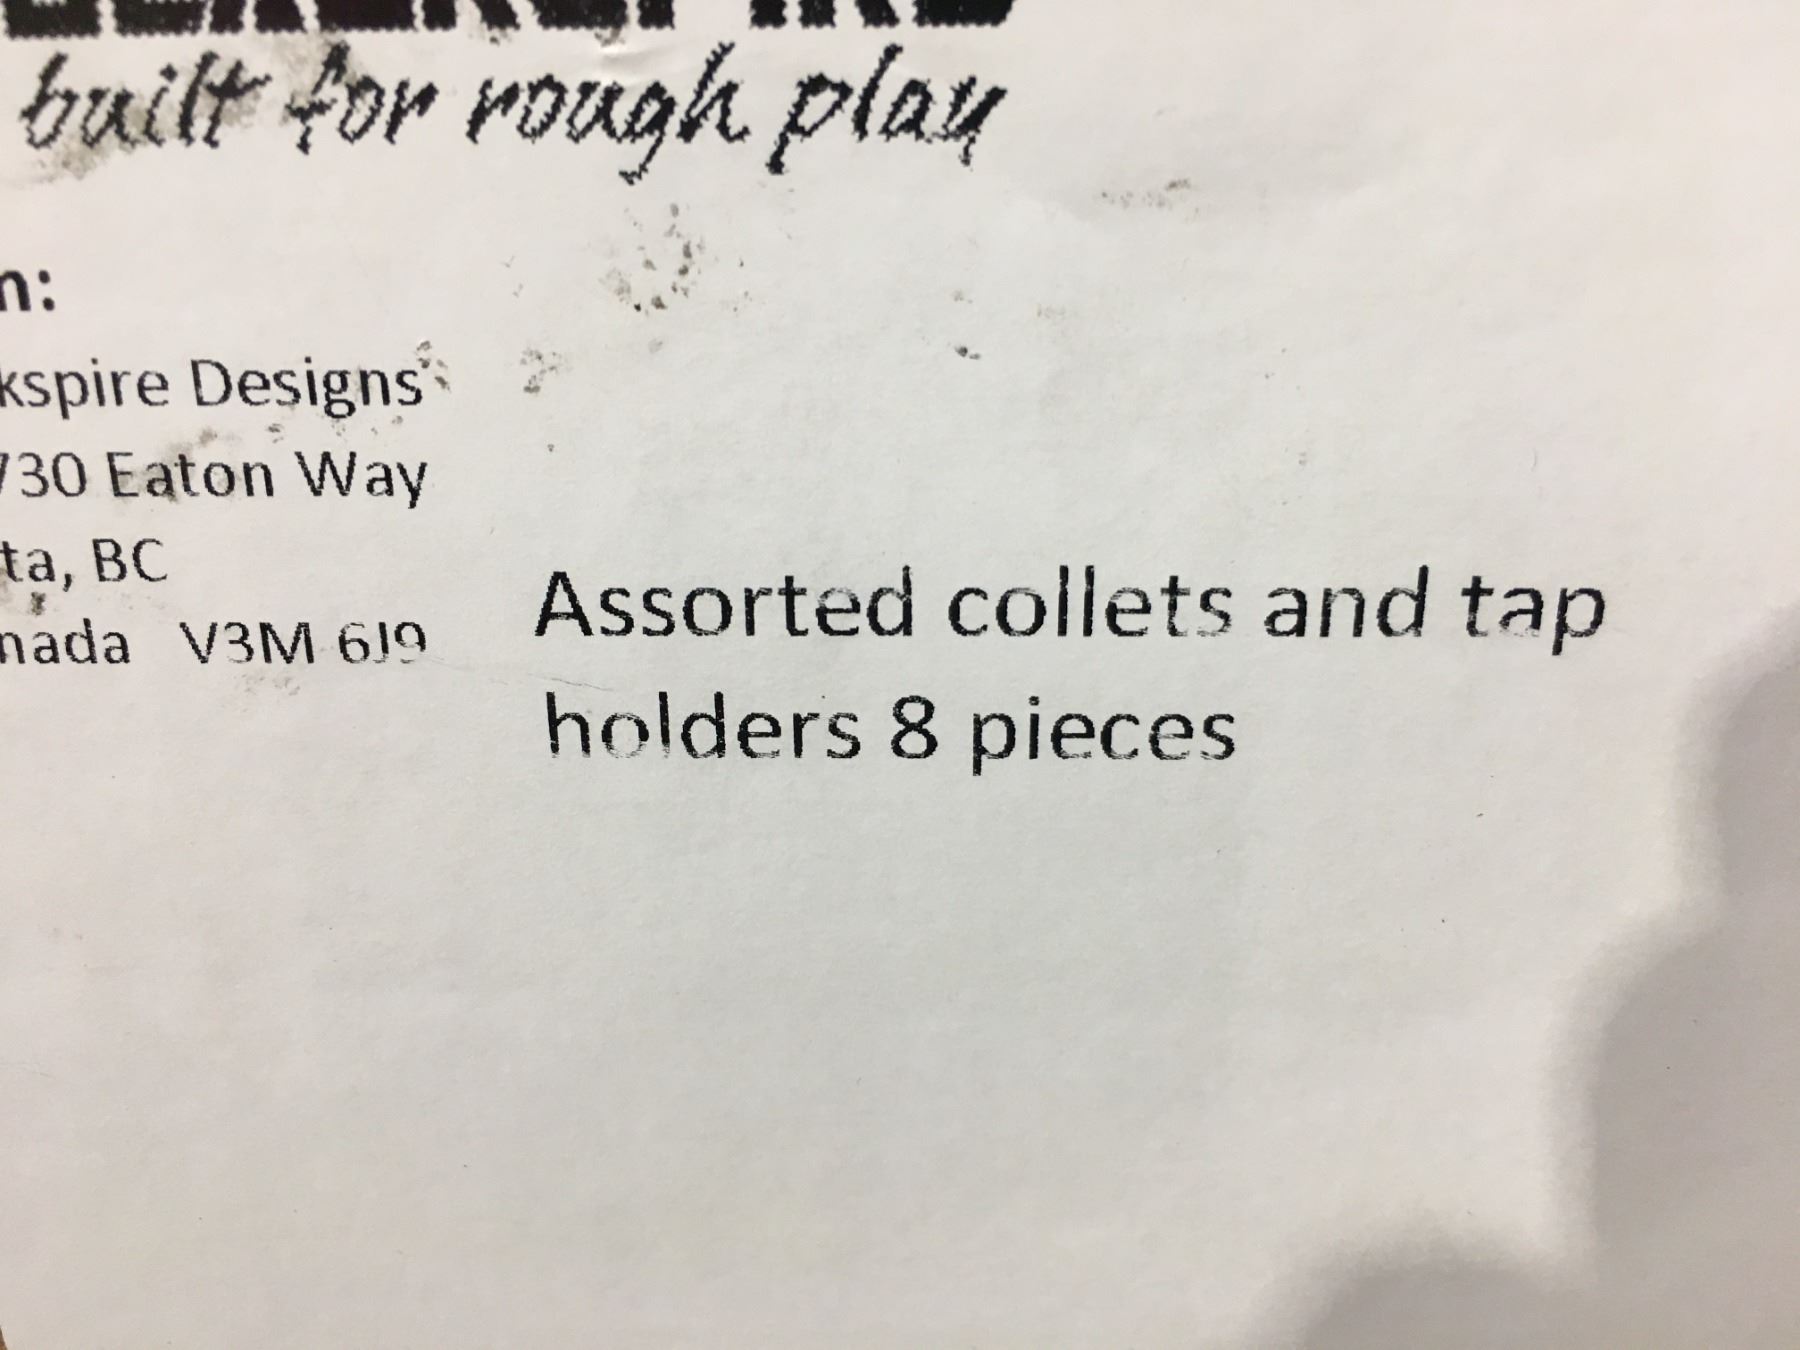 built for rough play
n:
kspire Designs
730 Eaton Way
ta, BC
nada V3M 6J9
Assorted collets and tap
holders 8 pieces